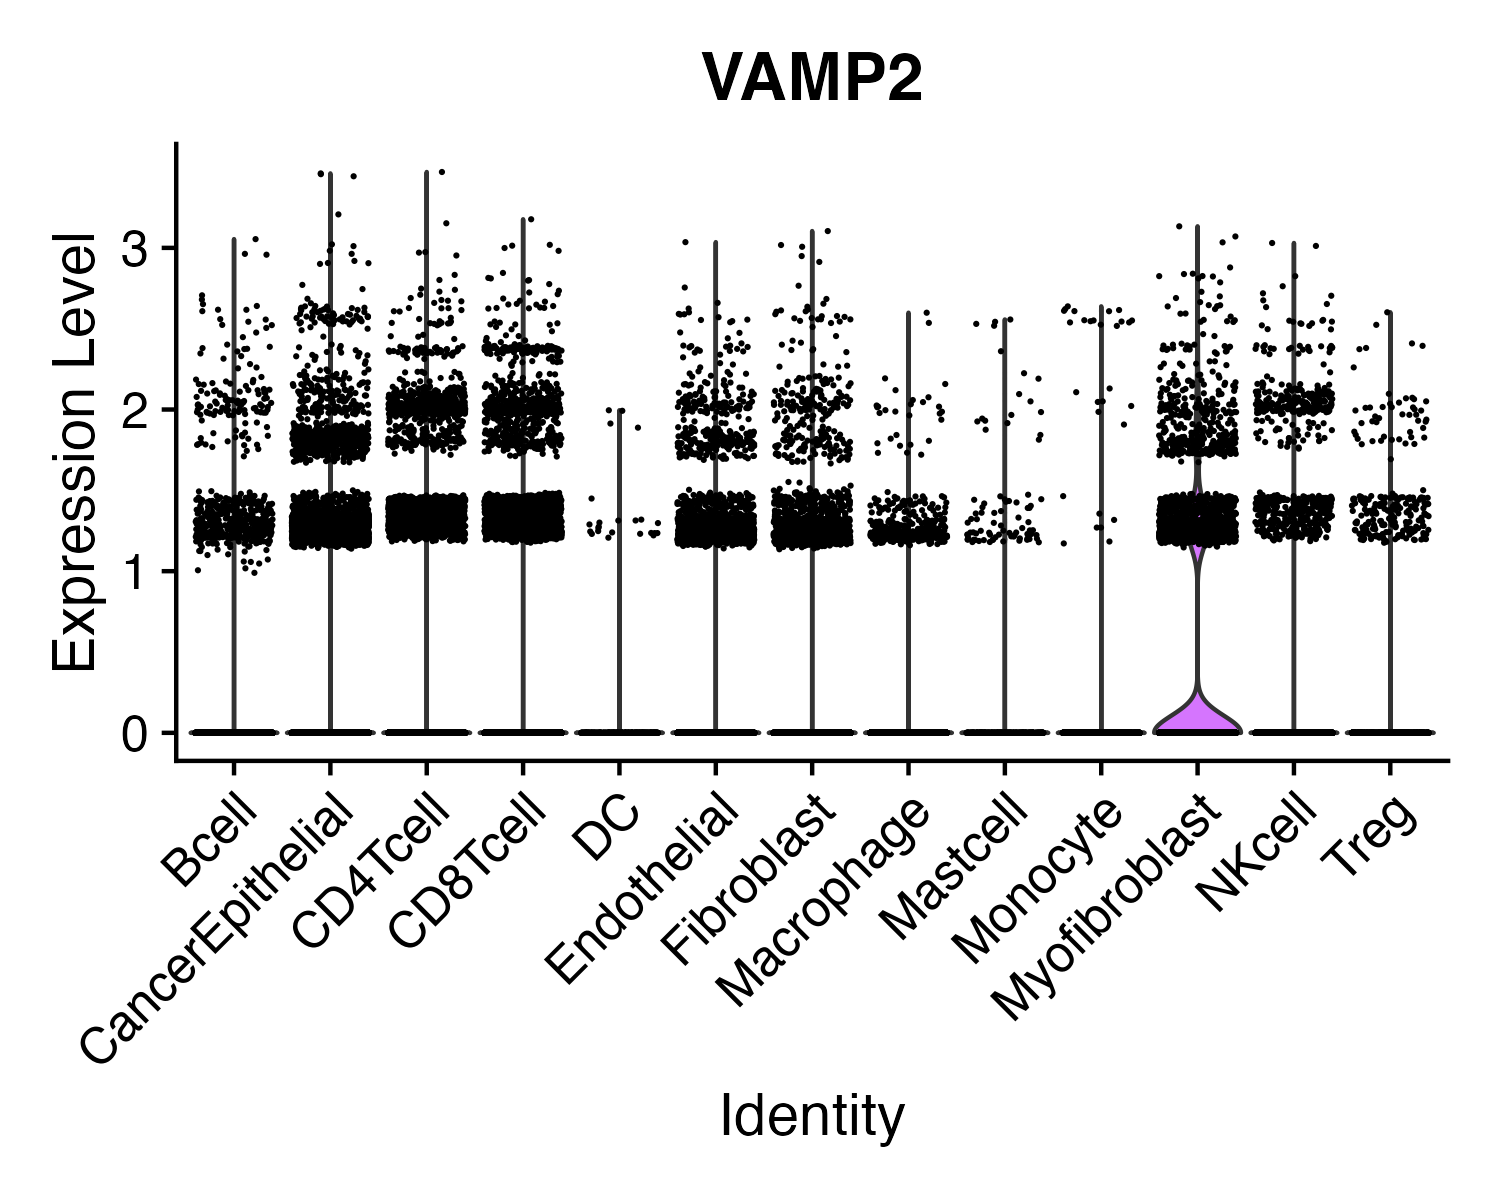 VAMP2
Expression Level
3
2
1
0
Bcell
CancerEpithelial
CD4Tcell
CD8Tcell
DC
Endothelial
Fibroblast
Macrophage
Mastcell
Monocyte
Myofibroblast
NKcell
Treg
Identity